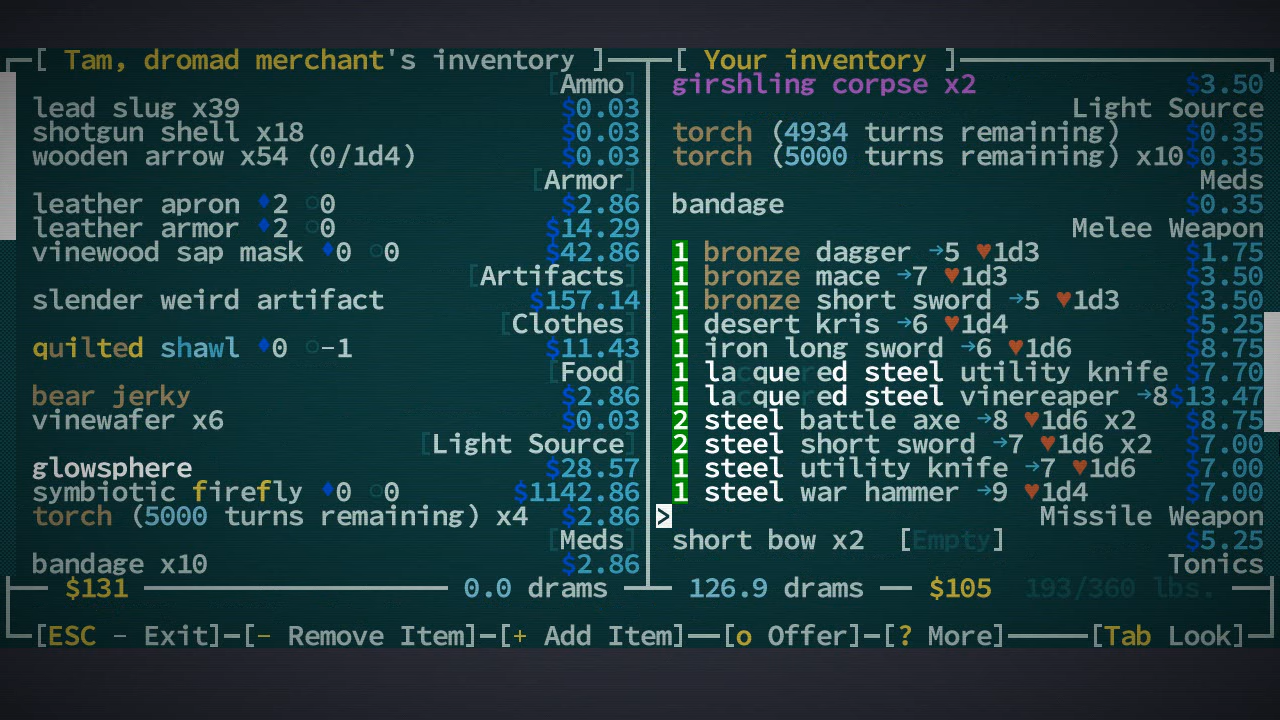 [ Tam, dromad merchant's inventory ]
[Ammo]
lead slug x39 $0.03
shotgun shell x18 $0.03
wooden arrow x54 (0/1d4) $0.03
[Armor]
leather apron ♦2 ○0 $2.86
leather armor ♦2 ○0 $14.29
vinewood sap mask ♦0 ○0 $42.86
[Artifacts]
slender weird artifact $157.14
[Clothes]
quilted shawl ♦0 ○-1 $11.43
[Food]
bear jerky $2.86
vinewafer x6 $0.03
[Light Source]
glowsphere $28.57
symbiotic firefly ♦0 ○0 $1142.86
torch (5000 turns remaining) x4 $2.86
[Meds]
bandage x10 $2.86
$131 0.0 drams
[ Your inventory ]
girshling corpse x2 $3.50
Light Source
torch (4934 turns remaining) $0.35
torch (5000 turns remaining) x10 $0.35
Meds
bandage $0.35
Melee Weapon
1 bronze dagger →5 ♥1d3 $1.75
1 bronze mace →7 ♥1d3 $3.50
1 bronze short sword →5 ♥1d3 $3.50
1 desert kris →6 ♥1d4 $5.25
1 iron long sword →6 ♥1d6 $8.75
1 lacquered steel utility knife $7.70
1 lacquered steel vinereaper →8 $13.47
2 steel battle axe →8 ♥1d6 x2 $8.75
2 steel short sword →7 ♥1d6 x2 $7.00
1 steel utility knife →7 ♥1d6 $7.00
1 steel war hammer →9 ♥1d4 $7.00
> Missile Weapon
short bow x2 [Empty] $5.25
Tonics
126.9 drams $105 193/360 lbs.
[ESC - Exit] [- Remove Item] [+ Add Item] [o Offer] [? More] [Tab Look]